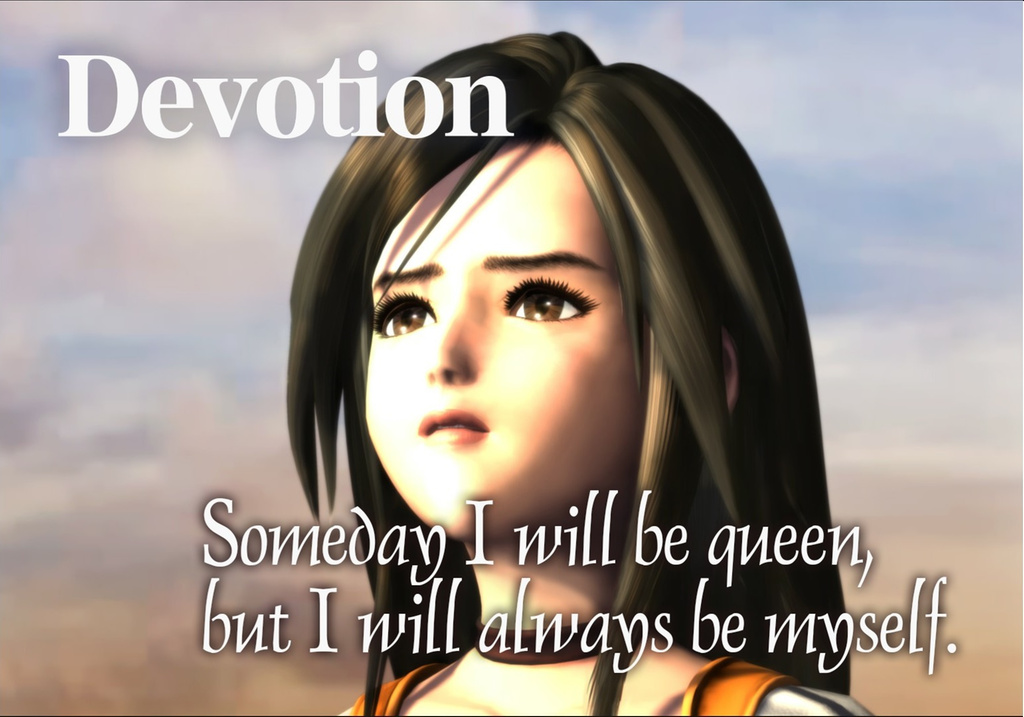 Devotion
Someday I will be queen,
but I will always be myself.